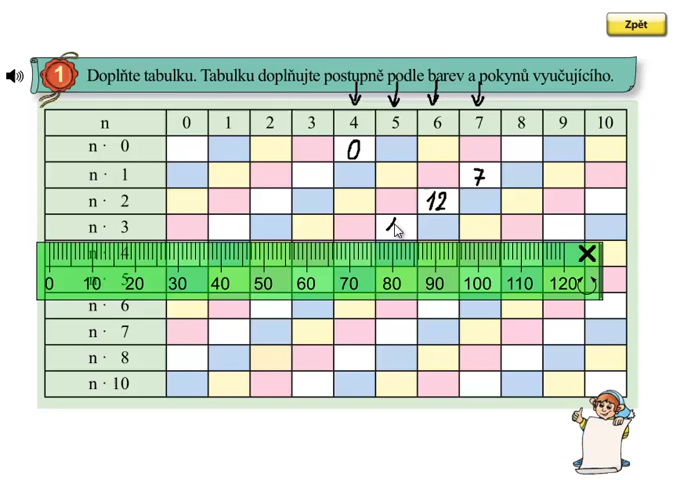 Zpět
1 Doplňte tabulku. Tabulku doplňujte postupně podle barev a pokynů vyučujícího.
n 0 1 2 3 4 5 6 7 8 9 10
n · 0 0
n · 1 7
n · 2 12
n · 3
n · 4
n · 5
0 10 20 30 40 50 60 70 80 90 100 110 120
n · 6
n · 7
n · 8
n · 10